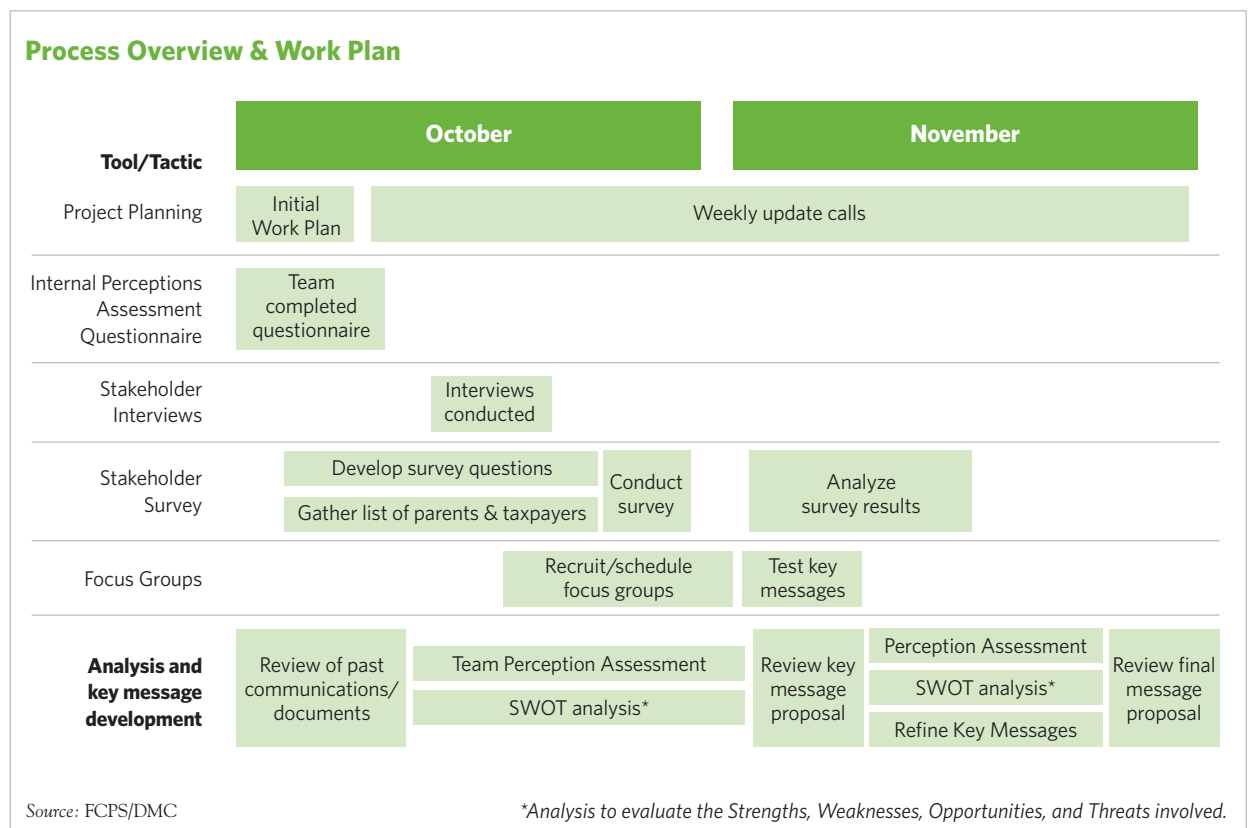 Process Overview & Work Plan
October
November
Tool/Tactic
Project Planning
Initial
Work Plan
Weekly update calls
Internal Perceptions
Assessment
Questionnaire
Team
completed
questionnaire
Stakeholder
Interviews
Interviews
conducted
Stakeholder
Survey
Develop survey questions
Gather list of parents & taxpayers
Conduct
survey
Analyze
survey results
Focus Groups
Recruit/schedule
focus groups
Test key
messages
Analysis and
key message
development
Review of past
communications/
documents
Team Perception Assessment
SWOT analysis*
Review key
message
proposal
Perception Assessment
SWOT analysis*
Refine Key Messages
Review final
message
proposal
Source: FCPS/DMC
*Analysis to evaluate the Strengths, Weaknesses, Opportunities, and Threats involved.